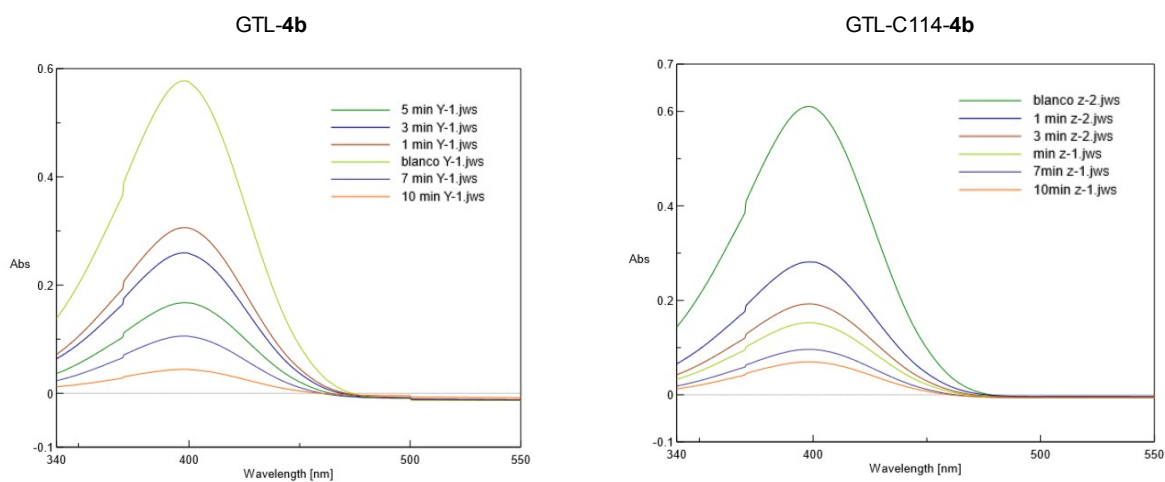 GTL-4b
0.6
0.4
Abs
0.2
0
-0.1
340
400
500
550
Wavelength [nm]
5 min Y-1.jws
3 min Y-1.jws
1 min Y-1.jws
blanco Y-1.jws
7 min Y-1.jws
10 min Y-1.jws
GTL-C114-4b
0.7
0.6
0.4
Abs
0.2
0
-0.1
340
400
500
550
Wavelength [nm]
blanco z-2.jws
1 min z-2.jws
3 min z-2.jws
min z-1.jws
7min z-1.jws
10min z-1.jws